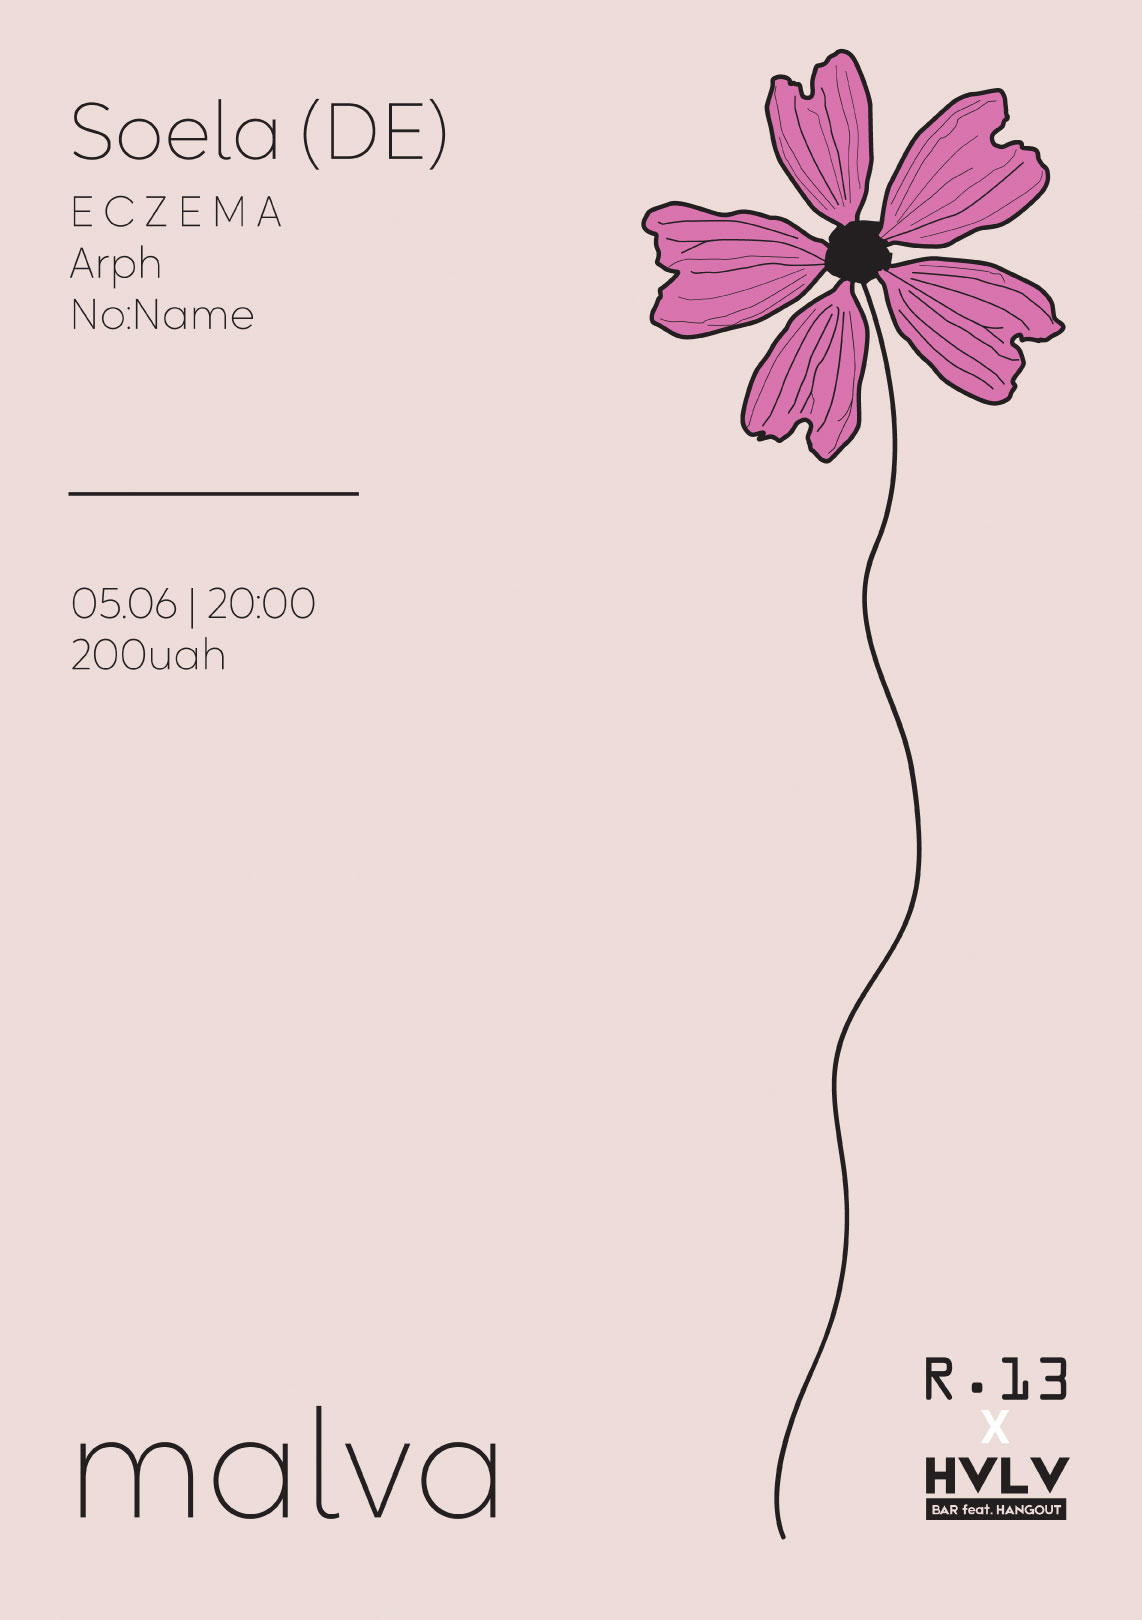 Soela (DE)
ECZEMA
Arph
No:Name
05.06 | 20:00
200uah
malva
R.13
X
HVLV
BAR feat. HANGOUT